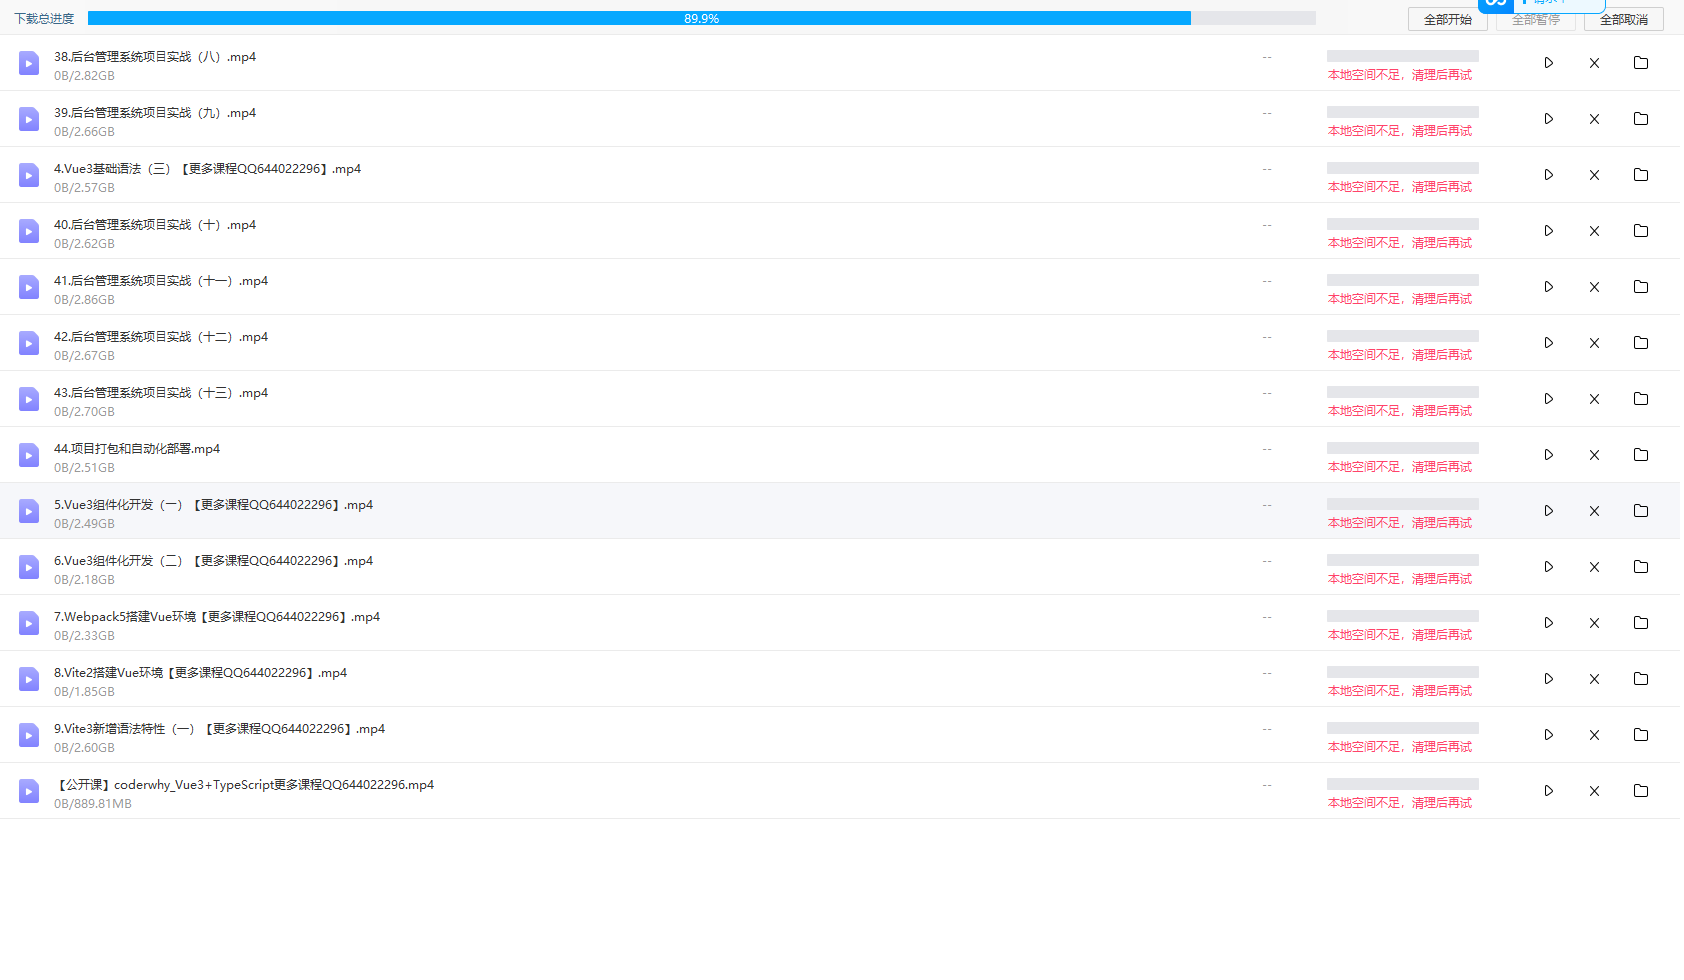 下载总进度
89.9%
全部开始
全部暂停
全部取消
38.后台管理系统项目实战（八）.mp4
--
0B/2.82GB
本地空间不足，清理后再试
39.后台管理系统项目实战（九）.mp4
--
0B/2.66GB
本地空间不足，清理后再试
4.Vue3基础语法（三）【更多课程QQ644022296】.mp4
--
0B/2.57GB
本地空间不足，清理后再试
40.后台管理系统项目实战（十）.mp4
--
0B/2.62GB
本地空间不足，清理后再试
41.后台管理系统项目实战（十一）.mp4
--
0B/2.86GB
本地空间不足，清理后再试
42.后台管理系统项目实战（十二）.mp4
--
0B/2.67GB
本地空间不足，清理后再试
43.后台管理系统项目实战（十三）.mp4
--
0B/2.70GB
本地空间不足，清理后再试
44.项目打包和自动化部署.mp4
--
0B/2.51GB
本地空间不足，清理后再试
5.Vue3组件化开发（一）【更多课程QQ644022296】.mp4
--
0B/2.49GB
本地空间不足，清理后再试
6.Vue3组件化开发（二）【更多课程QQ644022296】.mp4
--
0B/2.18GB
本地空间不足，清理后再试
7.Webpack5搭建Vue环境【更多课程QQ644022296】.mp4
--
0B/2.33GB
本地空间不足，清理后再试
8.Vite2搭建Vue环境【更多课程QQ644022296】.mp4
--
0B/1.85GB
本地空间不足，清理后再试
9.Vite3新增语法特性（一）【更多课程QQ644022296】.mp4
--
0B/2.60GB
本地空间不足，清理后再试
【公开课】coderwhy_Vue3+TypeScript更多课程QQ644022296.mp4
--
0B/889.81MB
本地空间不足，清理后再试